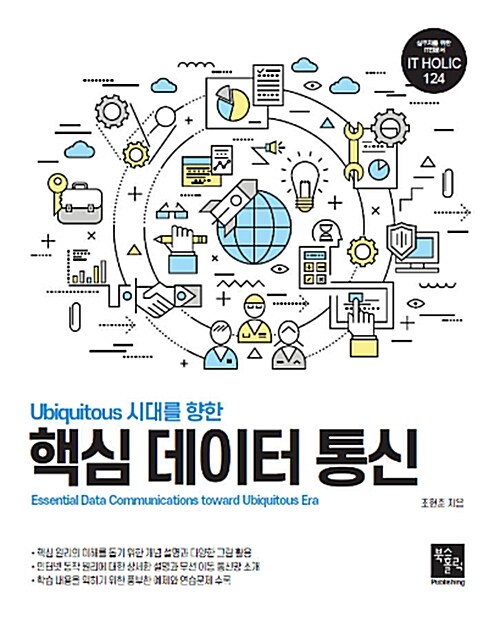 실무자를 위한
IT전문서
IT HOLIC
124
Ubiquitous 시대를 향한
핵심 데이터 통신
Essential Data Communications toward Ubiquitous Era
조현준 지음
• 핵심 원리의 이해를 돕기 위한 개념 설명과 다양한 그림 활용
• 인터넷 동작 원리에 대한 상세한 설명과 무선 이동 통신망 소개
• 학습 내용을 익히기 위한 풍부한 예제와 연습문제 수록
북스
홀릭
Publishing